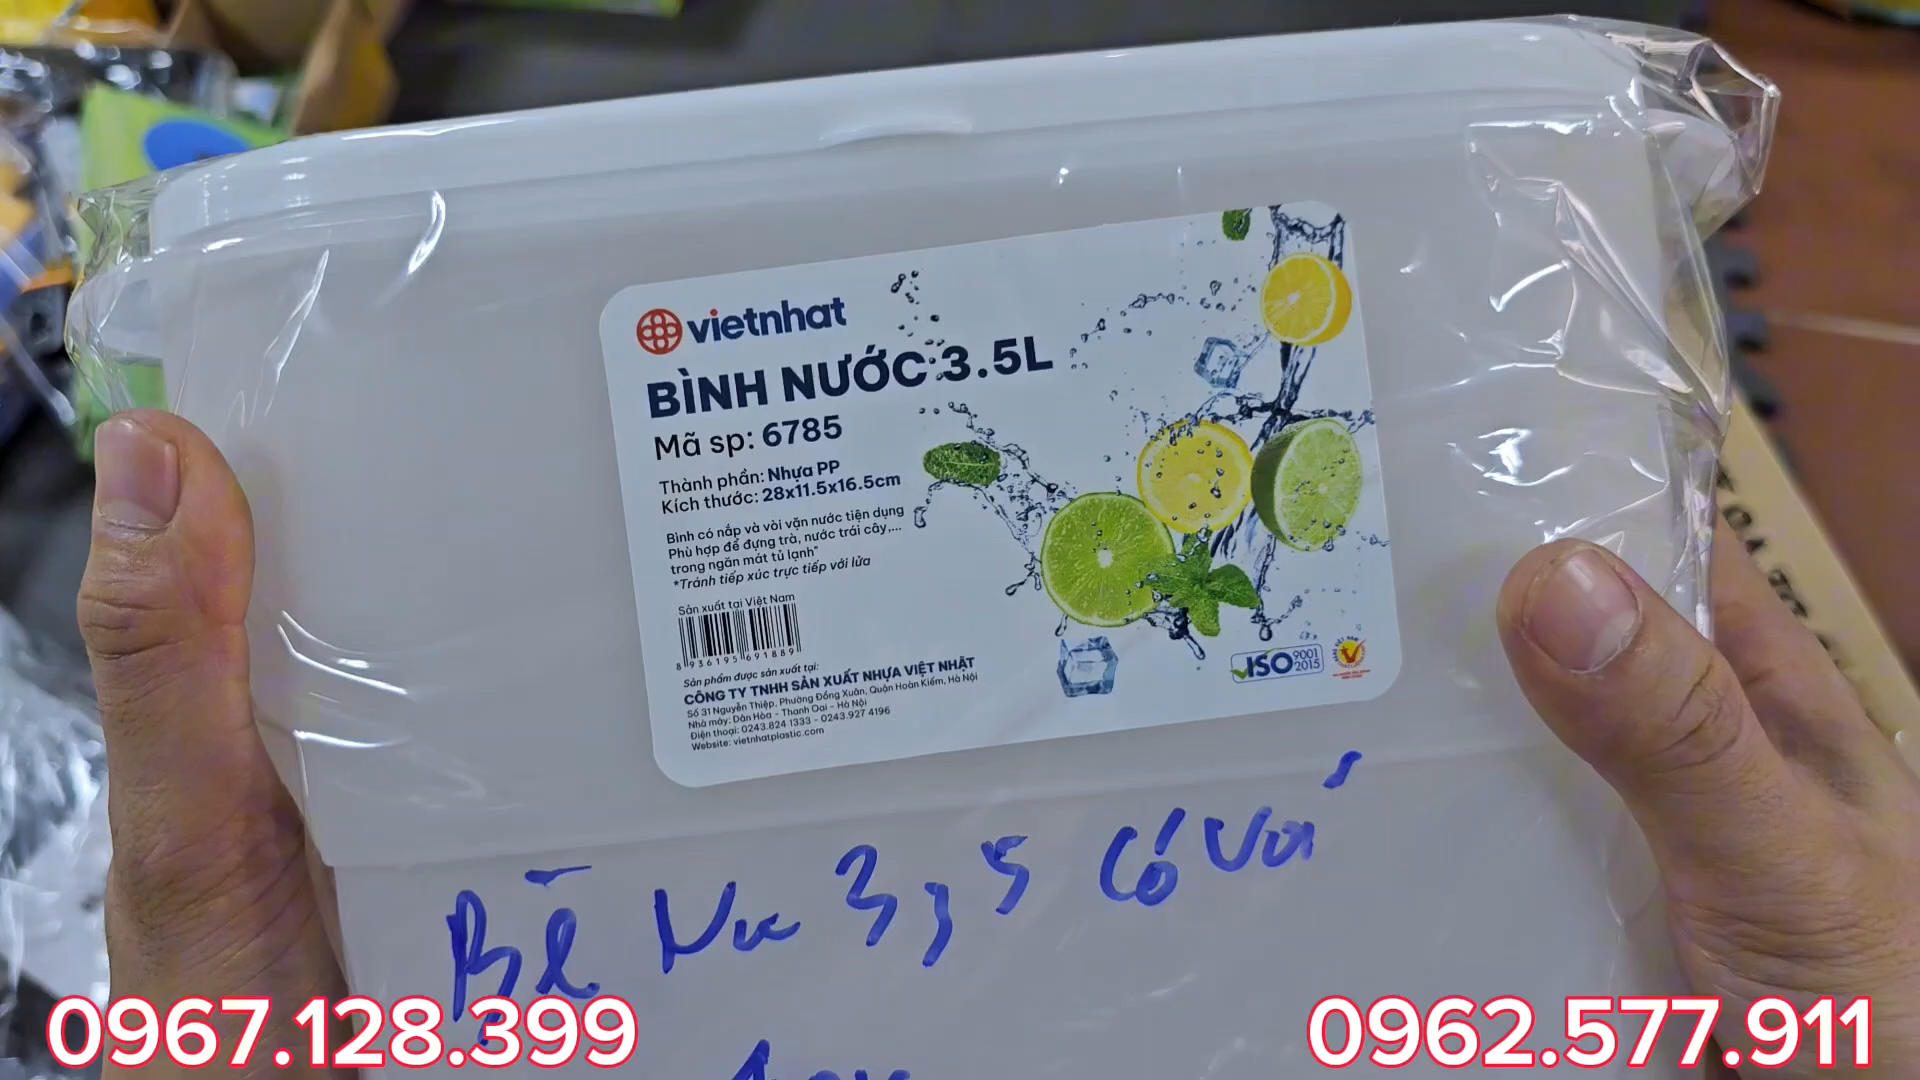 vietnhat
BÌNH NƯỚC 3.5L
Mã sp: 6785
Thành phần: Nhựa PP
Kích thước: 28x11.5x16.5cm
Bình có nắp và vòi vặn nước tiện dụng
Phù hợp để đựng trà, nước trái cây,...
trong ngăn mát tủ lạnh"
*Tránh tiếp xúc trực tiếp với lửa
Sản xuất tại Việt Nam
8 936195 691889
Sản phẩm được sản xuất tại:
CÔNG TY TNHH SẢN XUẤT NHỰA VIỆT NHẬT
Số 31 Nguyễn Thiệp, Phường Đồng Xuân, Quận Hoàn Kiếm, Hà Nội
Nhà máy: Dân Hòa - Thanh Oai - Hà Nội
Điện thoại: 0243.824 1333 - 0243.927 4196
Website: vietnhatplastic.com
ISO 9001 2015
3,5 Có
0967.128.399
0962.577.911